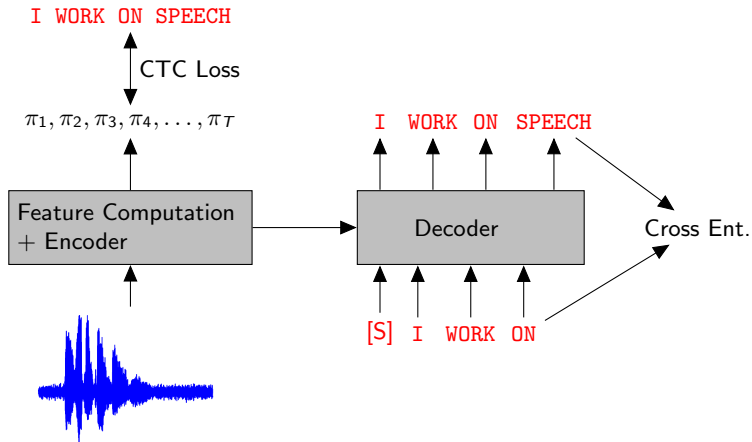 I WORK ON SPEECH
CTC Loss
π₁, π₂, π₃, π₄, . . . , π_T
I WORK ON SPEECH
Feature Computation
+ Encoder
Decoder
Cross Ent.
[S] I WORK ON